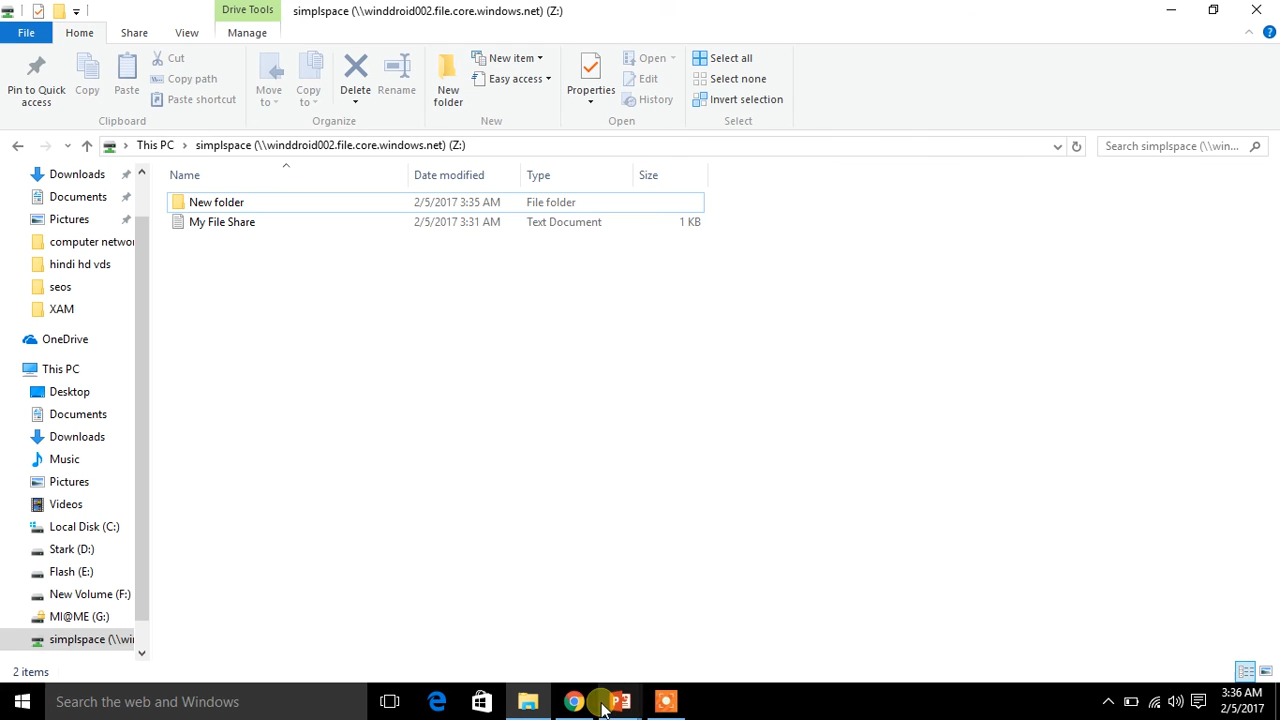 Drive Tools simplspace (\\winddroid002.file.core.windows.net) (Z:)
File Home Share View Manage
Pin to Quick access
Copy
Paste
Cut
Copy path
Paste shortcut
Clipboard
Move to
Copy to
Delete
Rename
Organize
New folder
New item
Easy access
New
Properties
Open
Edit
History
Open
Select all
Select none
Invert selection
Select
This PC simplspace (\\winddroid002.file.core.windows.net) (Z:)
Search simplspace (\\win...
Name Date modified Type Size
New folder 2/5/2017 3:35 AM File folder
My File Share 2/5/2017 3:31 AM Text Document 1 KB
Downloads
Documents
Pictures
computer networ
hindi hd vds
seos
XAM
OneDrive
This PC
Desktop
Documents
Downloads
Music
Pictures
Videos
Local Disk (C:)
Stark (D:)
Flash (E:)
New Volume (F:)
MI@ME (G:)
simplspace (\\wi
2 items
Search the web and Windows
3:36 AM
2/5/2017